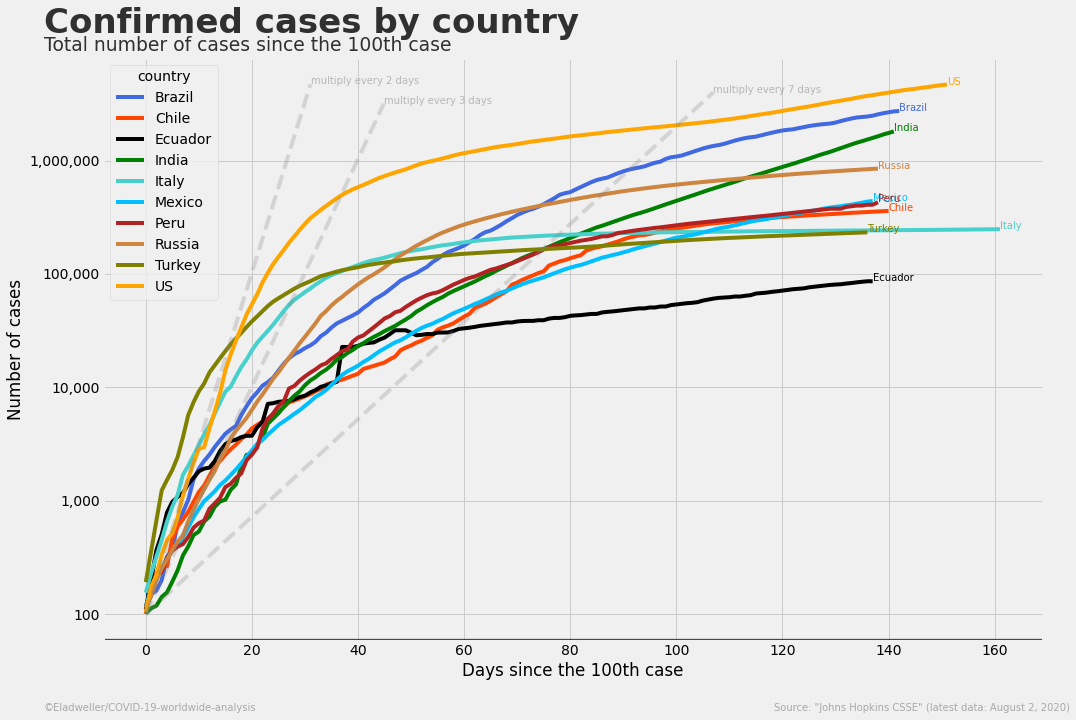 Confirmed cases by country
Total number of cases since the 100th case
country
Brazil
Chile
Ecuador
India
Italy
Mexico
Peru
Russia
Turkey
US
multiply every 2 days
multiply every 3 days
multiply every 7 days
US
Brazil
India
Russia
Mexico
Peru
Chile
Italy
Turkey
Ecuador
Number of cases
1,000,000
100,000
10,000
1,000
100
0 20 40 60 80 100 120 140 160
Days since the 100th case
©Eladweller/COVID-19-worldwide-analysis
Source: "Johns Hopkins CSSE" (latest data: August 2, 2020)